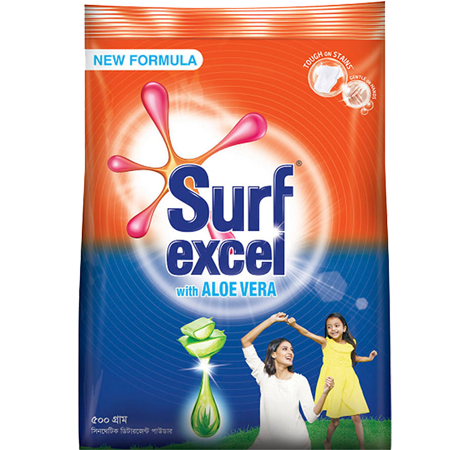 NEW FORMULA
TOUGH ON STAINS
GENTLE ON HANDS
Surf
excel
with ALOE VERA
৫০০ গ্রাম
সিনথেটিক ডিটারজেন্ট পাউডার